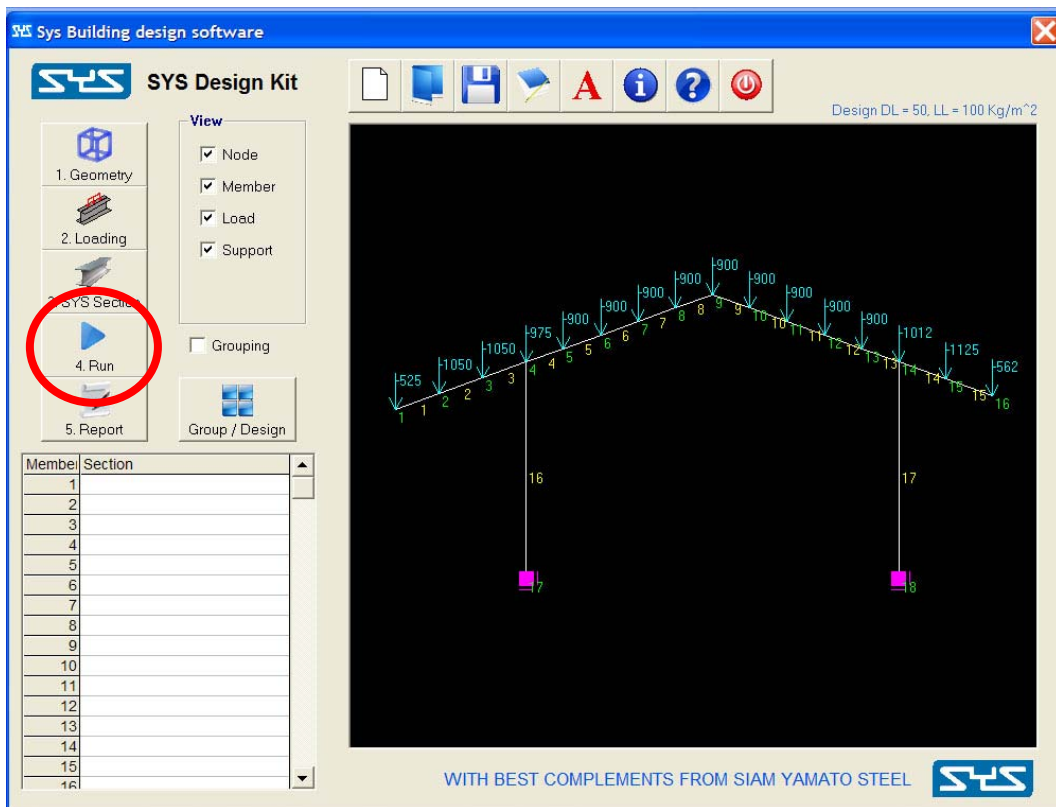 SYS Sys Building design software
SYS SYS Design Kit
A i ?
Design DL = 50, LL = 100 Kg/m^2
1. Geometry
2. Loading
3. SYS Section
4. Run
5. Report
View
Node
Member
Load
Support
Grouping
Group / Design
Member Section
1
2
3
4
5
6
7
8
9
10
11
12
13
14
15
16
-525 -1050 -1050 -975 -900 -900 -900 -900 -900 -900 -900 -900 -900 -1012 -1125 -562
1 1 2 2 3 3 4 4 5 5 6 6 7 7 8 8 9 9 10 10 11 11 12 12 13 13 14 14 15 15 16
16 17
17 18
WITH BEST COMPLEMENTS FROM SIAM YAMATO STEEL SYS